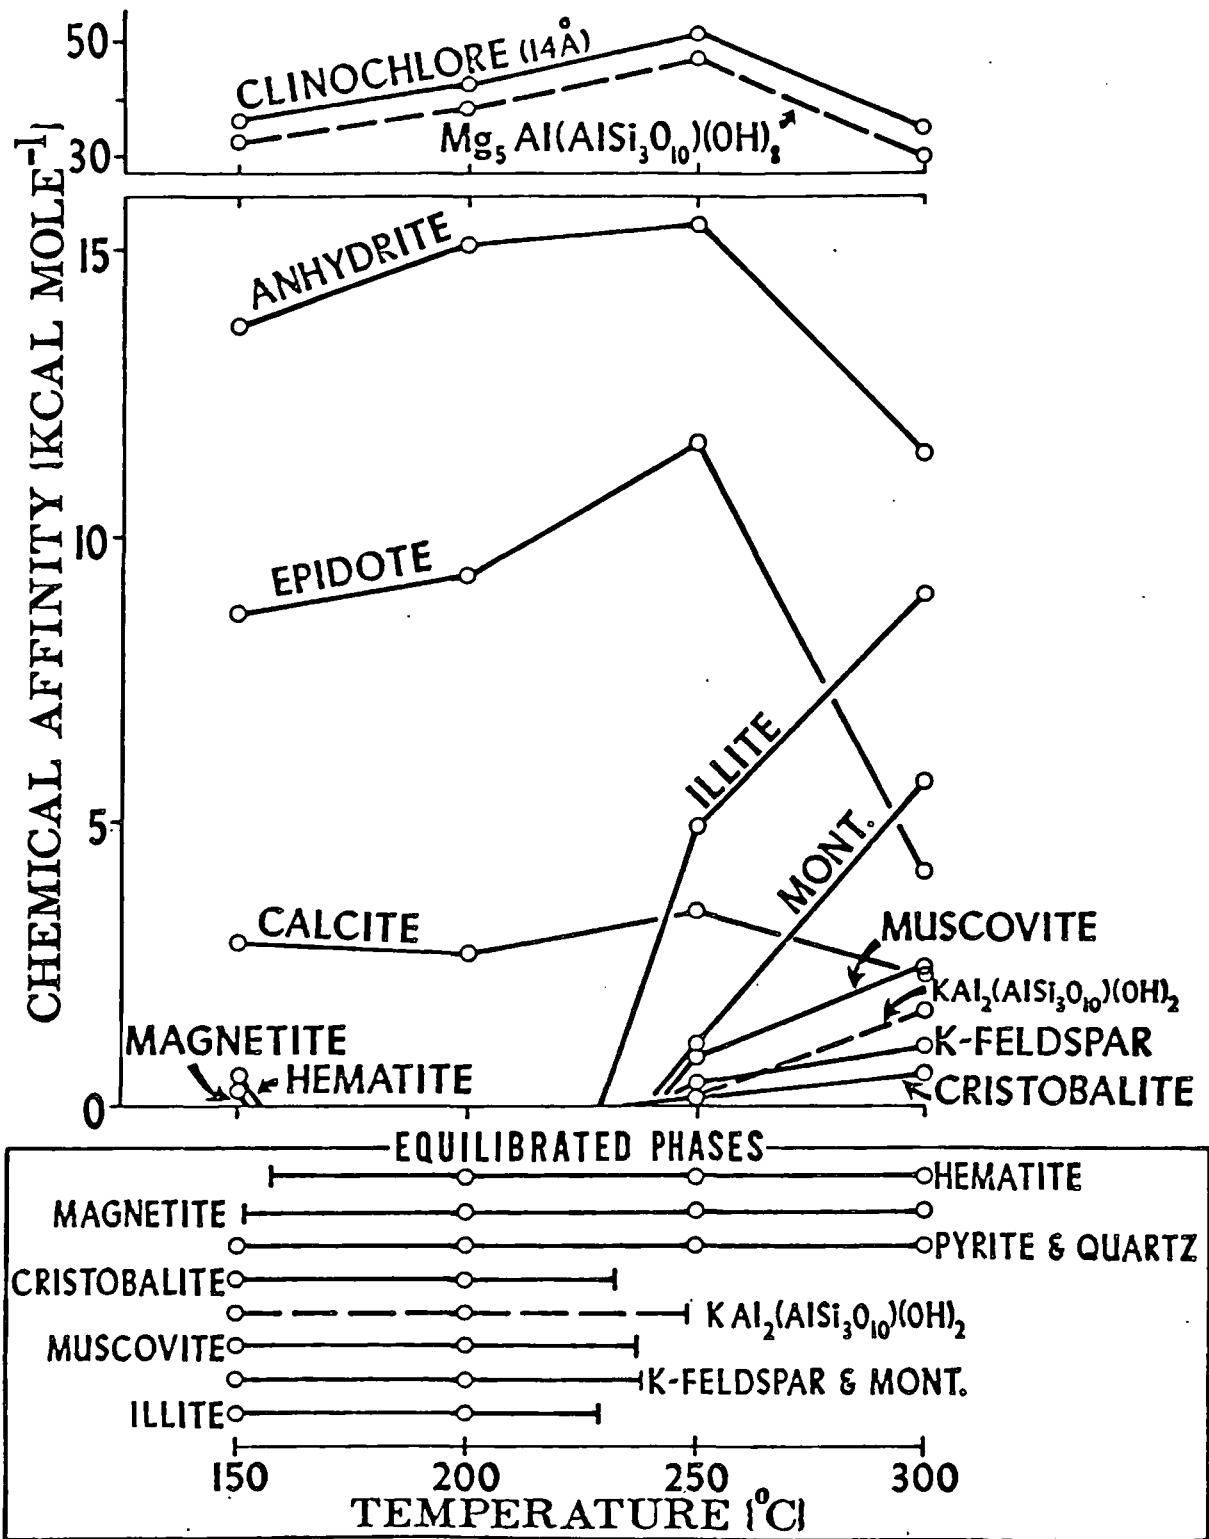 50
CLINOCHLORE (14Å)
30
Mg₅Al(AlSi₃O₁₀)(OH)₈
CHEMICAL AFFINITY {KCAL MOLE⁻¹}
15
ANHYDRITE
10
EPIDOTE
ILLITE
5
MONT.
CALCITE
MUSCOVITE
KAl₂(AlSi₃O₁₀)(OH)₂
MAGNETITE
K-FELDSPAR
HEMATITE
CRISTOBALITE
0
EQUILIBRATED PHASES
HEMATITE
MAGNETITE
PYRITE & QUARTZ
CRISTOBALITE
KAl₂(AlSi₃O₁₀)(OH)₂
MUSCOVITE
K-FELDSPAR & MONT.
ILLITE
150 200 250 300
TEMPERATURE {°C}